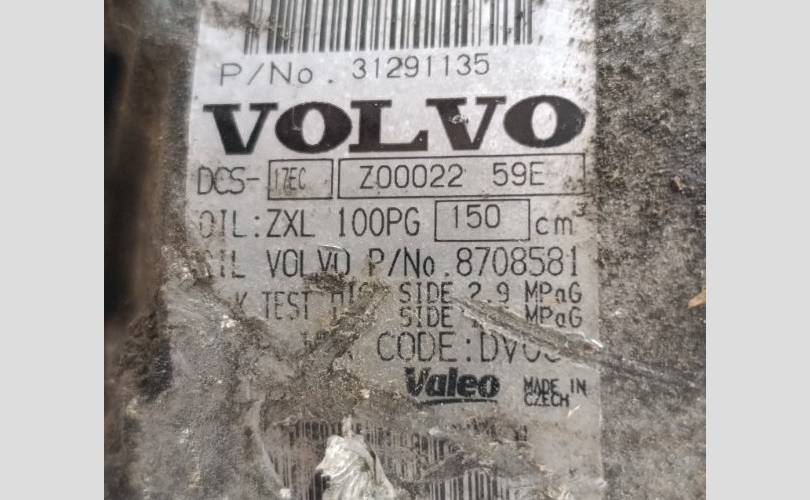 P/No. 31291135
VOLVO
DCS-17EC Z00022 59E
OIL:ZXL 100PG 150 cm³
VOLVO P/No.8708581
TEST SIDE 2.9 MPaG
SIDE MPaG
CODE:
Valeo MADE IN
CZECH